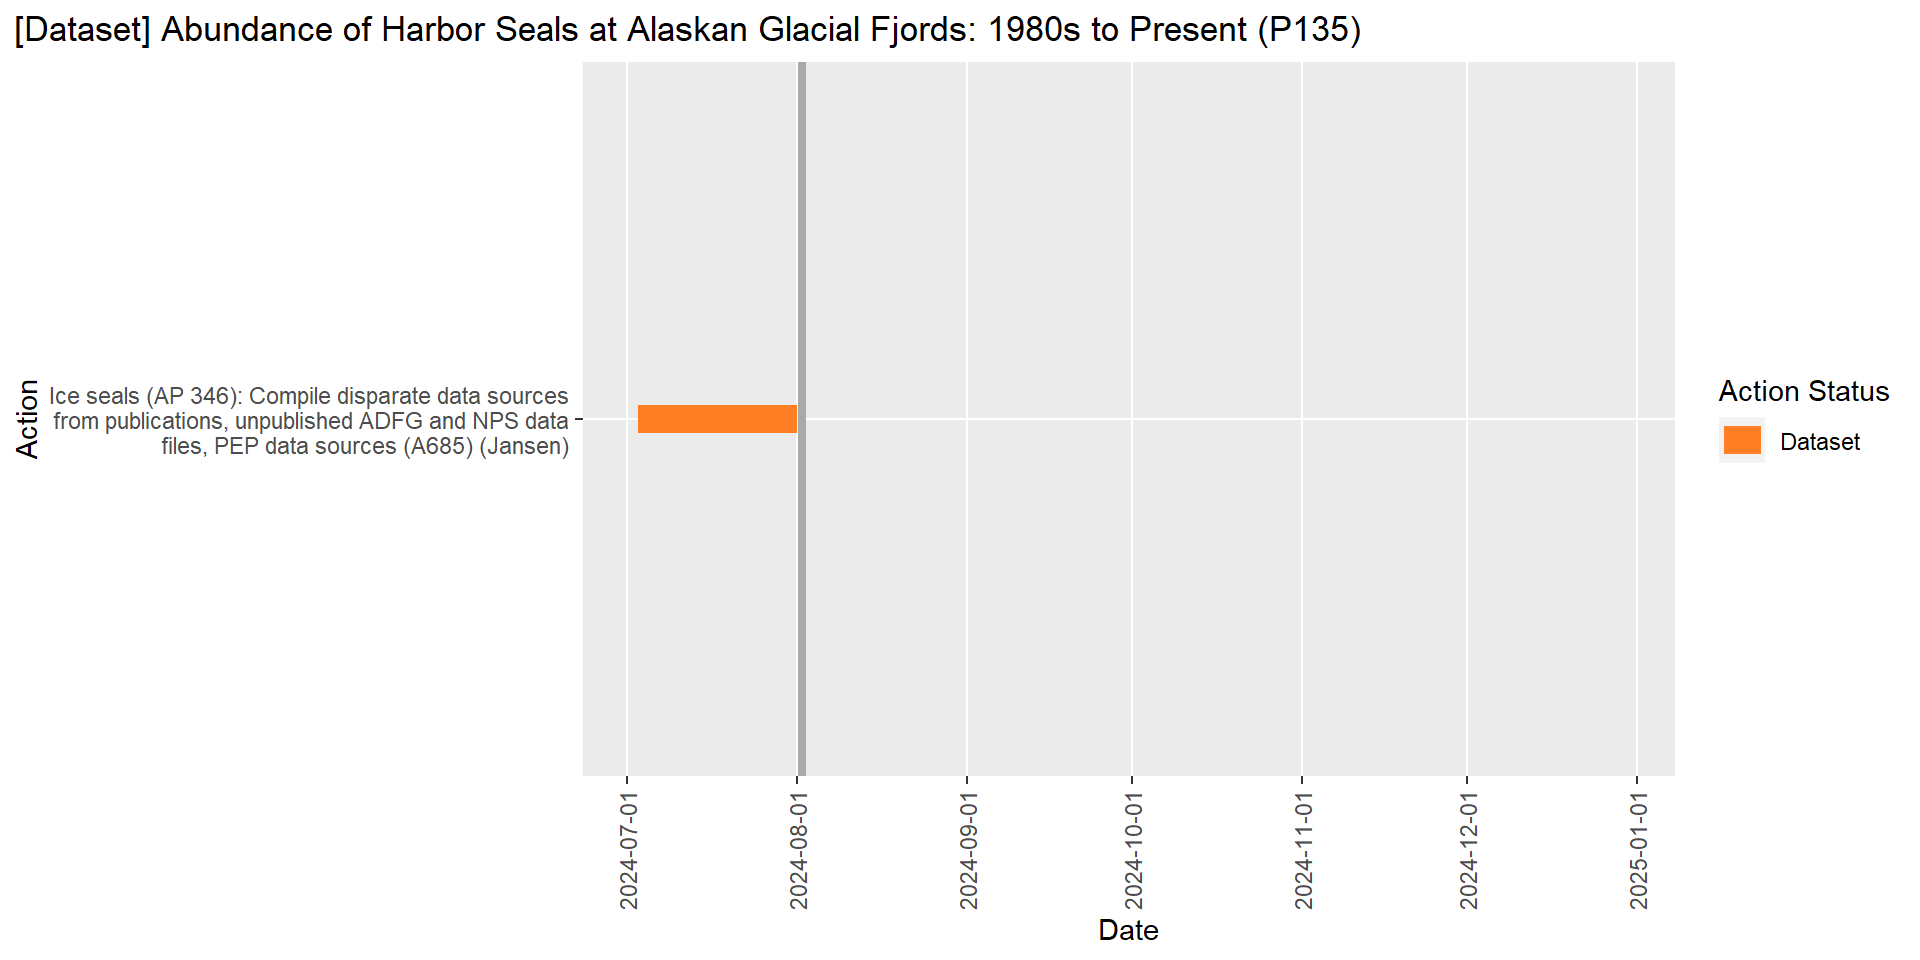 [Dataset] Abundance of Harbor Seals at Alaskan Glacial Fjords: 1980s to Present (P135)
Action
Ice seals (AP 346): Compile disparate data sources
from publications, unpublished ADFG and NPS data
files, PEP data sources (A685) (Jansen)
Action Status
Dataset
2024-07-01
2024-08-01
2024-09-01
2024-10-01
2024-11-01
2024-12-01
2025-01-01
Date